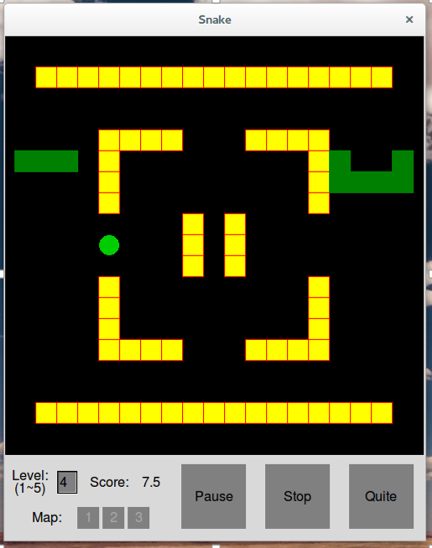 Snake ×
Level:
(1~5) 4 Score: 7.5
Map: 1 2 3
Pause Stop Quite